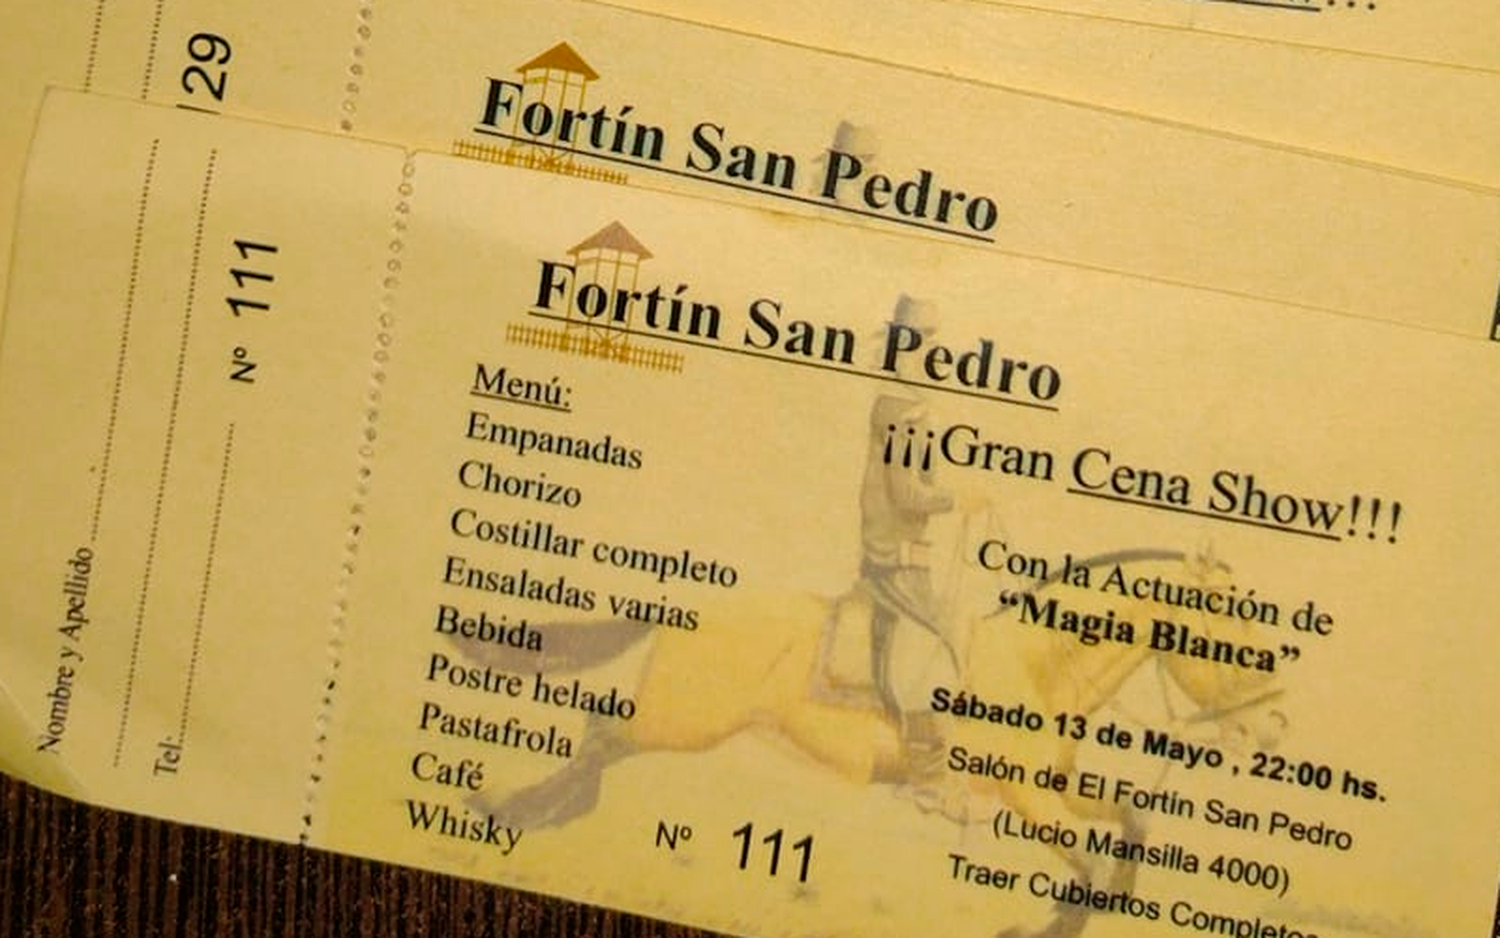 29
Fortín San Pedro
Nombre y Apellido
Tel:
Nº 111
Fortín San Pedro
Menú:
Empanadas
Chorizo
Costillar completo
Ensaladas varias
Bebida
Postre helado
Pastafrola
Café
Whisky
Nº 111
¡¡¡Gran Cena Show!!!
Con la Actuación de
“Magia Blanca”
Sábado 13 de Mayo , 22:00 hs.
Salón de El Fortín San Pedro
(Lucio Mansilla 4000)
Traer Cubiertos Completos